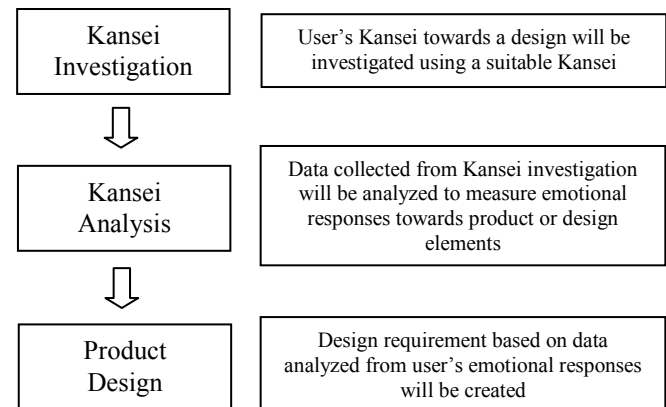 Kansei
Investigation
User's Kansei towards a design will be
investigated using a suitable Kansei
Kansei
Analysis
Data collected from Kansei investigation
will be analyzed to measure emotional
responses towards product or design
elements
Product
Design
Design requirement based on data
analyzed from user's emotional responses
will be created